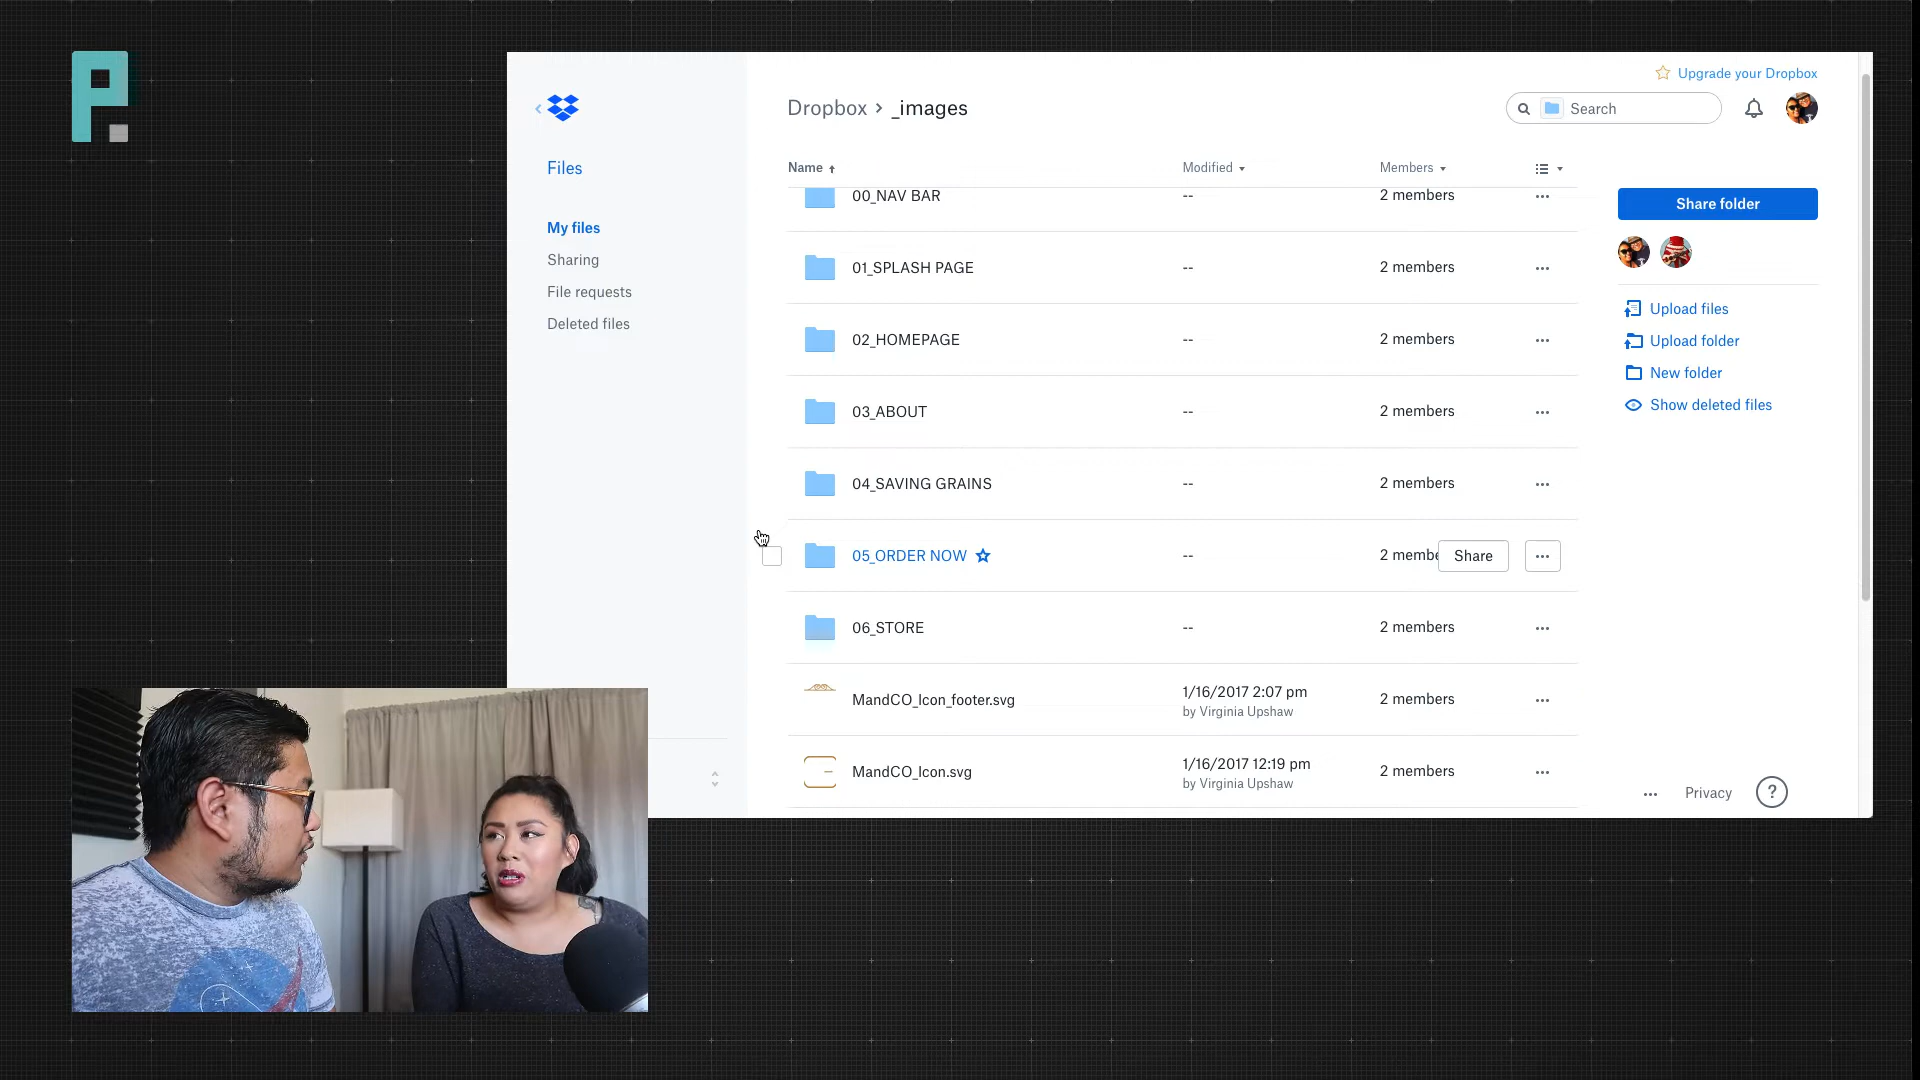 P.
Upgrade your Dropbox
Dropbox > _images
Search
Files
My files
Sharing
File requests
Deleted files
Name
Modified
Members
00_NAV BAR
--
2 members
01_SPLASH PAGE
--
2 members
02_HOMEPAGE
--
2 members
03_ABOUT
--
2 members
04_SAVING GRAINS
--
2 members
05_ORDER NOW
--
2 membe
Share
06_STORE
--
2 members
MandCO_Icon_footer.svg
1/16/2017 2:07 pm
by Virginia Upshaw
2 members
MandCO_Icon.svg
1/16/2017 12:19 pm
by Virginia Upshaw
2 members
Share folder
Upload files
Upload folder
New folder
Show deleted files
Privacy
?